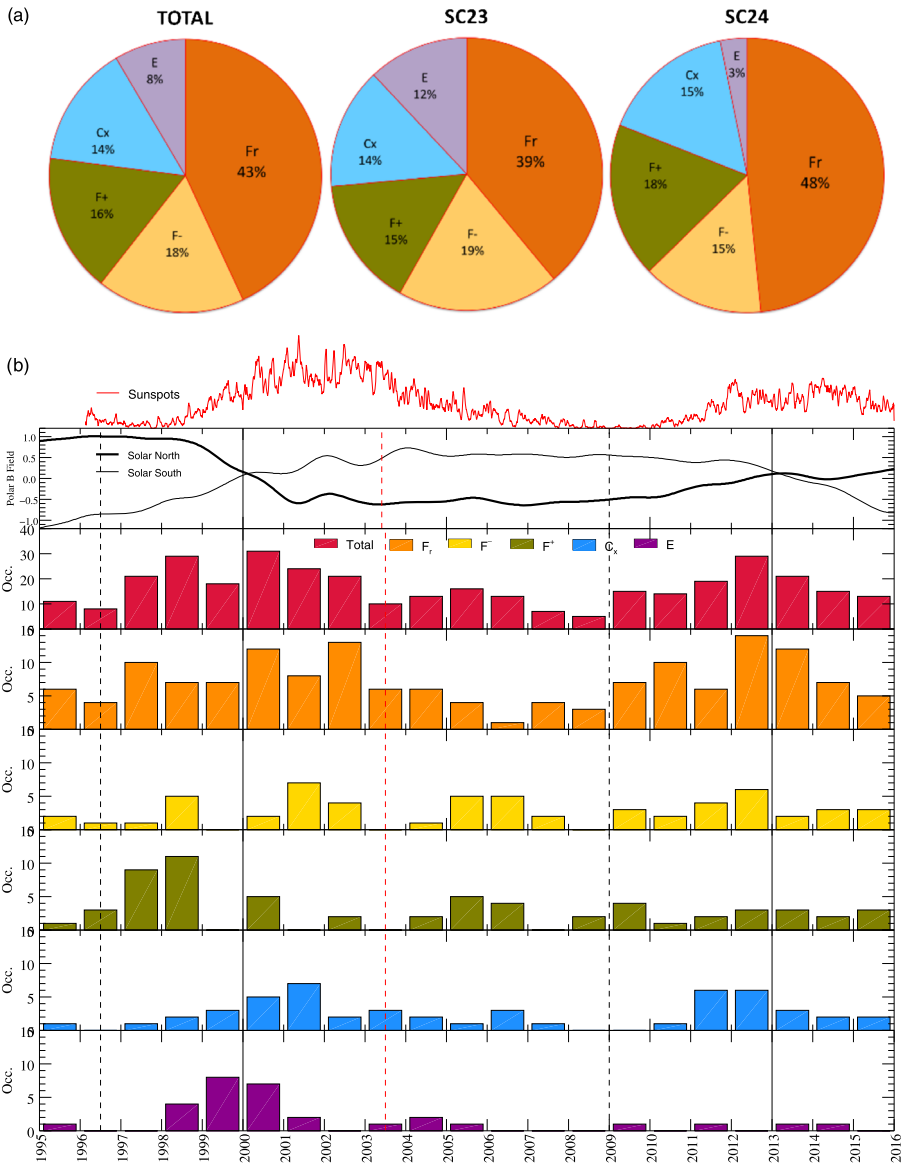 (a)
TOTAL
SC23
SC24
E
8%
Cx
14%
F+
16%
F-
18%
Fr
43%
E
12%
Cx
14%
F+
15%
F-
19%
Fr
39%
E
3%
Cx
15%
F+
18%
F-
15%
Fr
48%
(b)
Sunspots
Polar B Field
1.0
0.5
0.0
−0.5
−1.0
Solar North
Solar South
Total Fr F− F+ Cx E
Occ.
40
30
20
10
Occ.
10
5
Occ.
10
5
Occ.
10
5
Occ.
10
5
Occ.
10
5
0
1995 1996 1997 1998 1999 2000 2001 2002 2003 2004 2005 2006 2007 2008 2009 2010 2011 2012 2013 2014 2015 2016